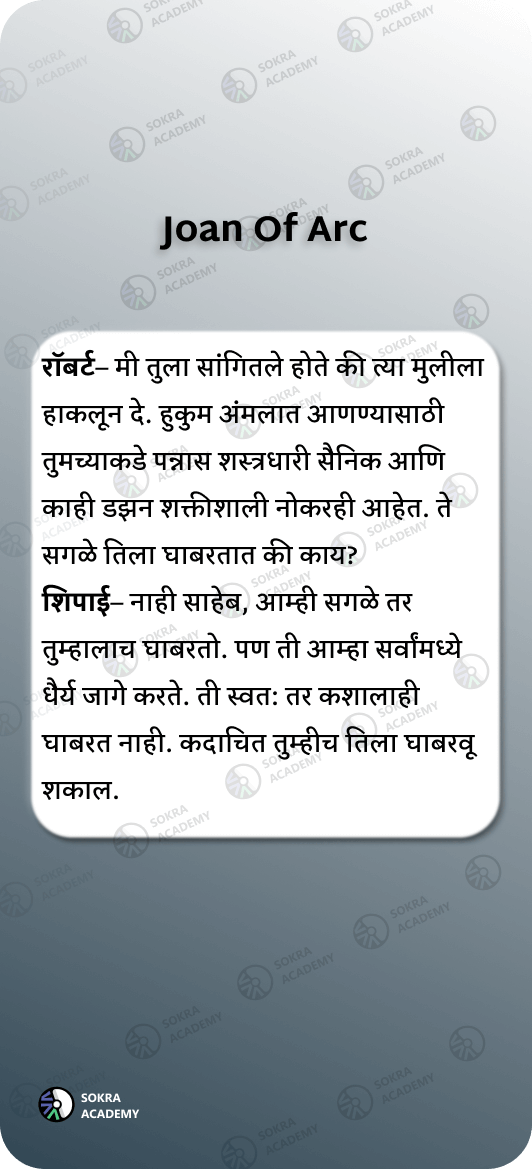 Joan Of Arc
रॉबर्ट– मी तुला सांगितले होते की त्या मुलीला
हाकलून दे. हुकुम अंमलात आणण्यासाठी
तुमच्याकडे पन्नास शस्त्रधारी सैनिक आणि
काही डझन शक्तीशाली नोकरही आहेत. ते
सगळे तिला घाबरतात की काय?
शिपाई– नाही साहेब, आम्ही सगळे तर
तुम्हालाच घाबरतो. पण ती आम्हा सर्वांमध्ये
धैर्य जागे करते. ती स्वत: तर कशालाही
घाबरत नाही. कदाचित तुम्हीच तिला घाबरवू
शकाल.
SOKRA
ACADEMY